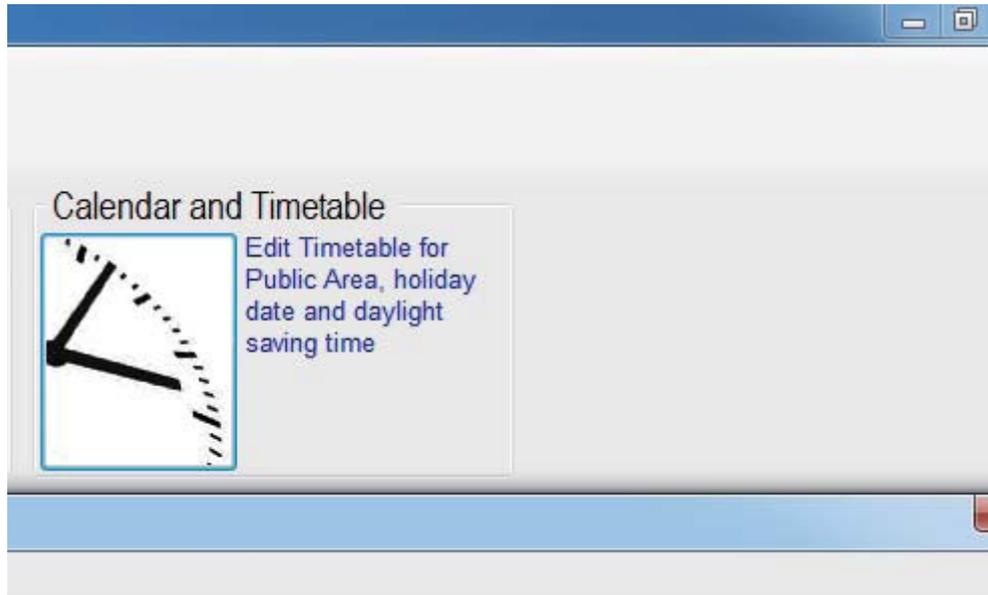 Calendar and Timetable
Edit Timetable for
Public Area, holiday
date and daylight
saving time